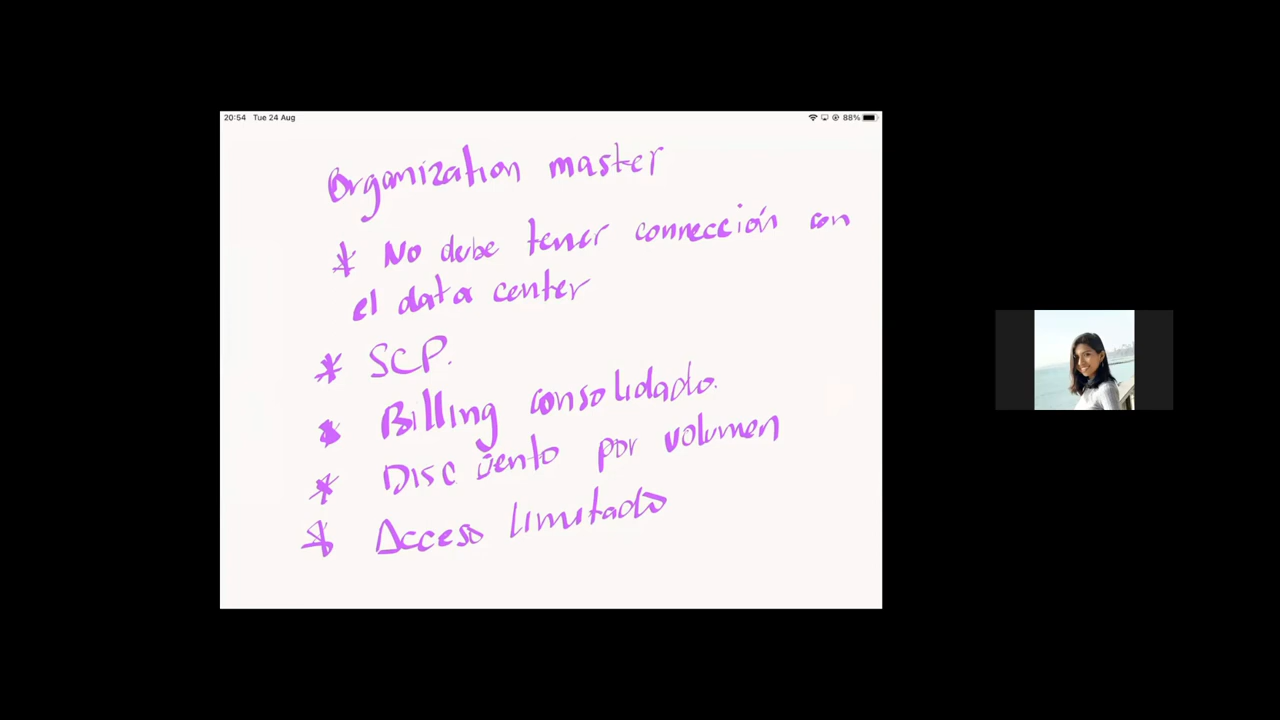 20:54 Tue 24 Aug 88%
Organization master
* No debe tener connección con
el data center
* SCP.
* Billing consolidado.
* Discuento por volumen
* Acceso limitado